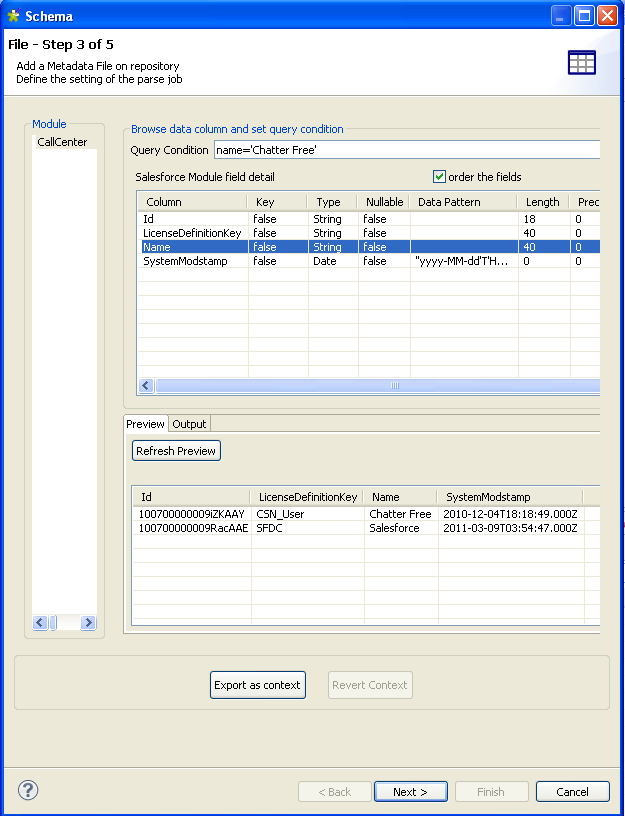 Schema
File - Step 3 of 5
Add a Metadata File on repository
Define the setting of the parse job
Module
CallCenter
Browse data column and set query condition
Query Condition name='Chatter Free'
Salesforce Module field detail order the fields
Column Key Type Nullable Data Pattern Length Prec
Id false String false 18 0
LicenseDefinitionKey false String false 40 0
Name false String false 40 0
SystemModstamp false Date false "yyyy-MM-dd'T'H... 0 0
Preview Output
Refresh Preview
Id LicenseDefinitionKey Name SystemModstamp
100700000009iZKAAY CSN_User Chatter Free 2010-12-04T18:18:49.000Z
100700000009RacAAE SFDC Salesforce 2011-03-09T03:54:47.000Z
Export as context Revert Context
< Back Next > Finish Cancel